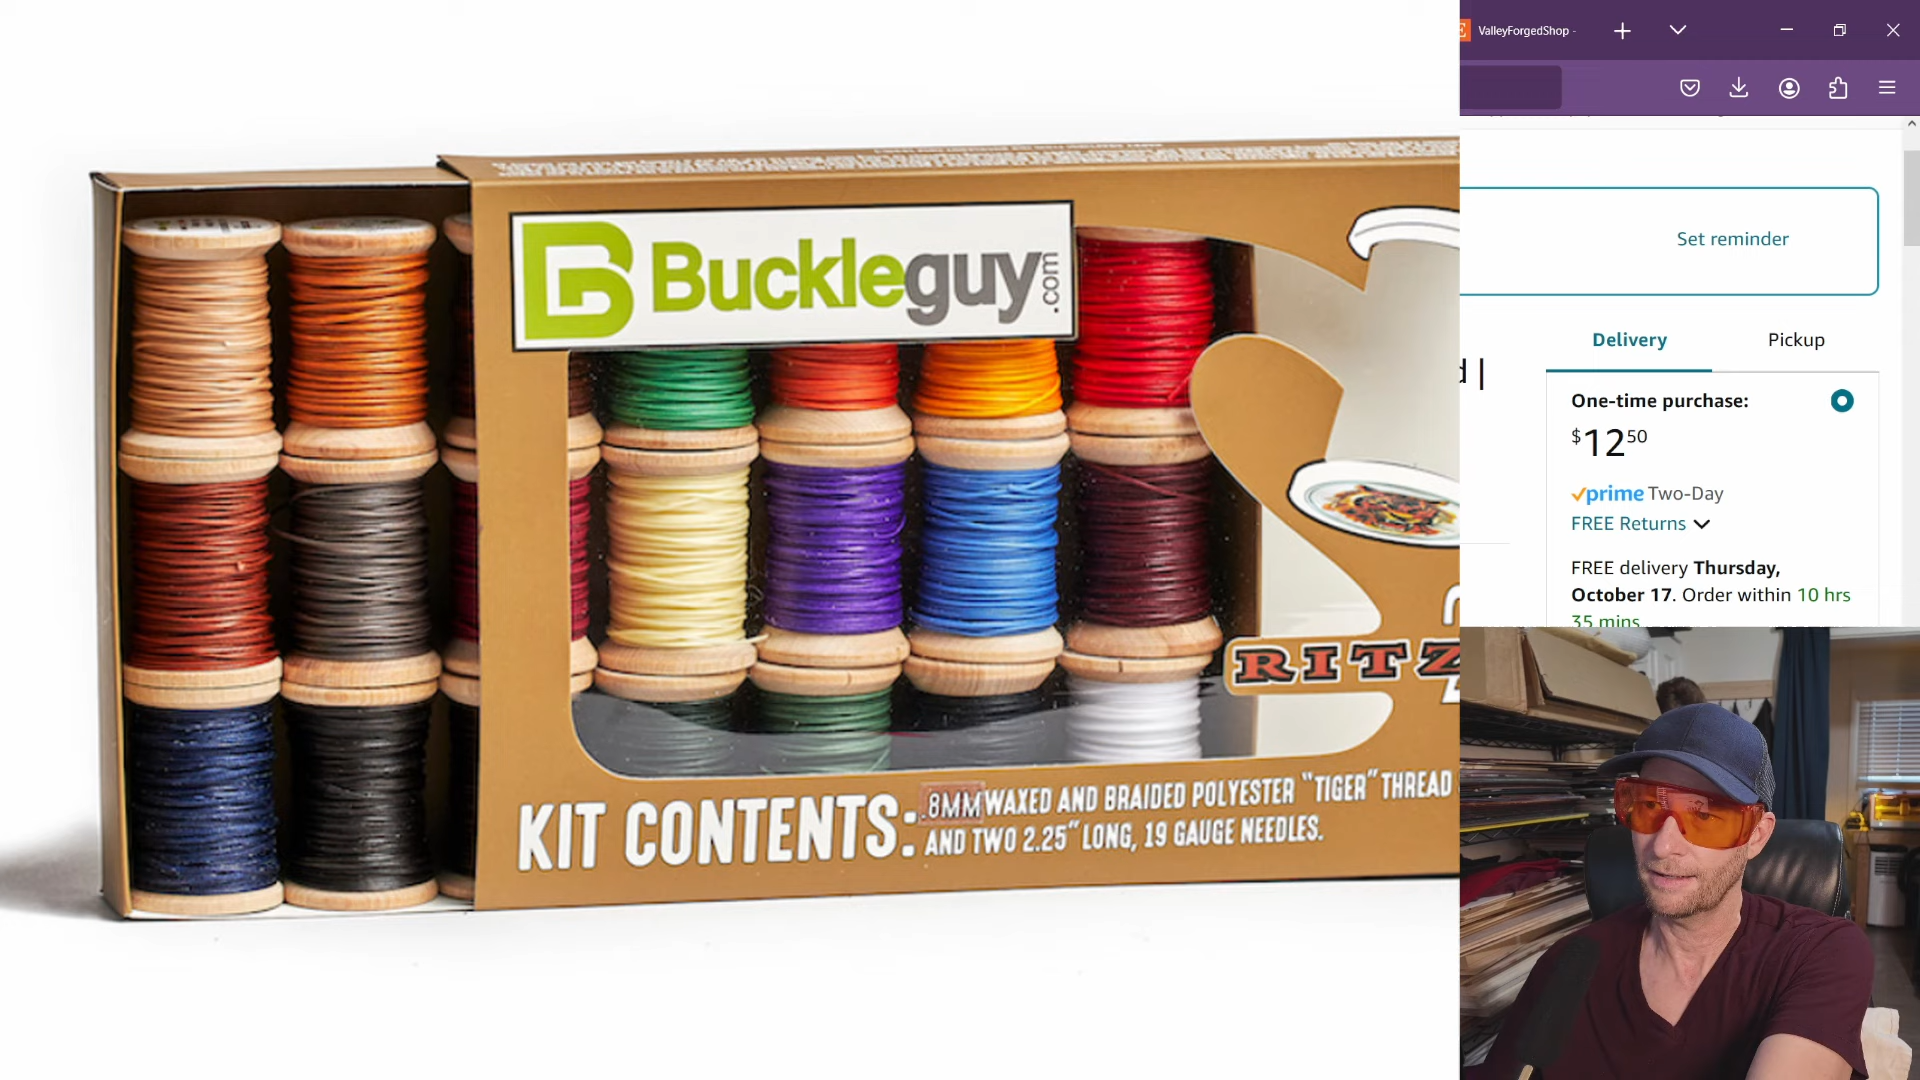 ValleyForgedShop -
Buckleguy.com
Set reminder
Delivery
Pickup
d |
One-time purchase:
$12 50
prime Two-Day
FREE Returns
FREE delivery Thursday,
October 17. Order within 10 hrs
35 mins
RITZ
KIT CONTENTS: .8MM WAXED AND BRAIDED POLYESTER "TIGER" THREAD
AND TWO 2.25" LONG, 19 GAUGE NEEDLES.